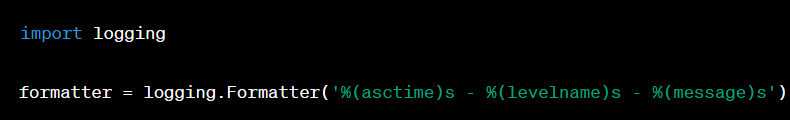 import logging
formatter = logging.Formatter('%(asctime)s - %(levelname)s - %(message)s')